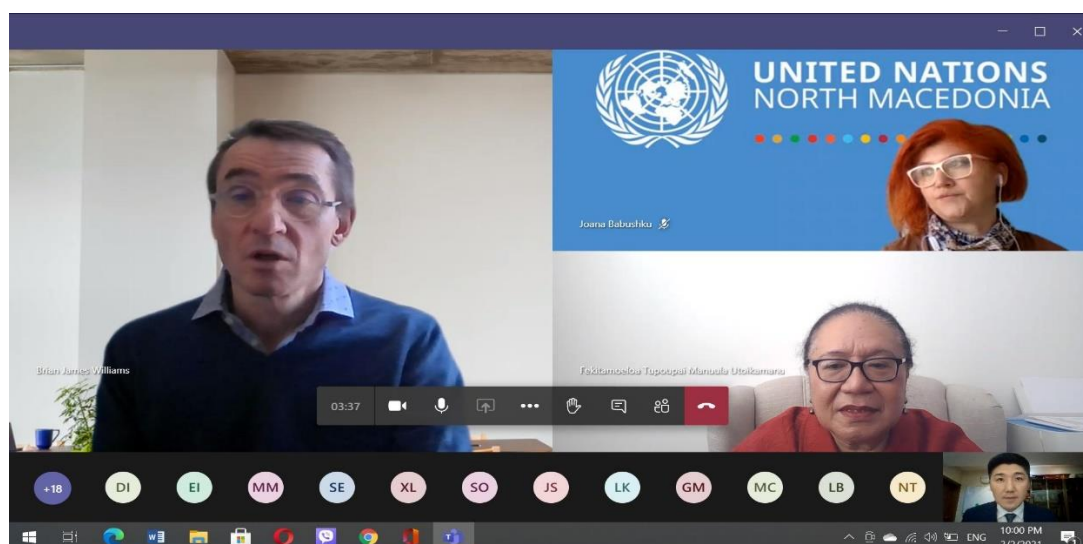 UNITED NATIONS
NORTH MACEDONIA
Joana Babushku
Brian James Williams
Fekitamoeloa Tupoupai Manuula Utoikamanu
03:37
+18 DI EI MM SE XL SO JS LK GM MC LB NT
ENG
10:00 PM